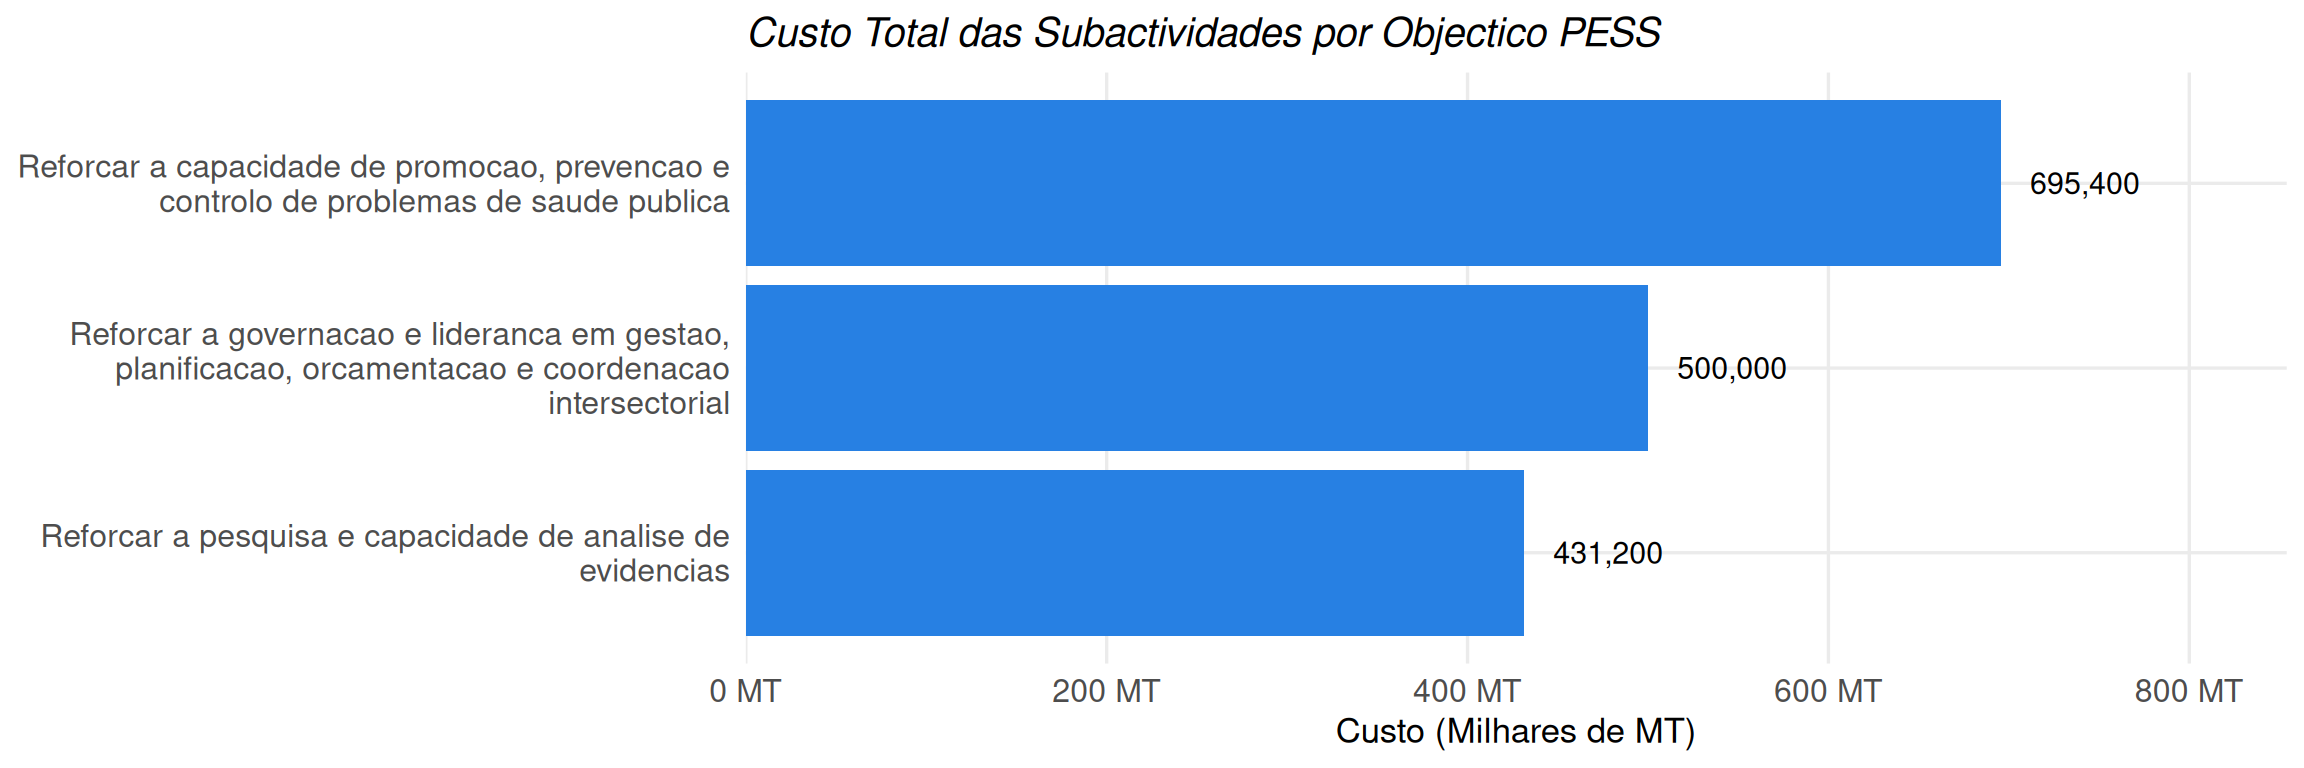 Custo Total das Subactividades por Objectico PESS
Reforcar a capacidade de promocao, prevencao e
controlo de problemas de saude publica
695,400
Reforcar a governacao e lideranca em gestao,
planificacao, orcamentacao e coordenacao
intersectorial
500,000
Reforcar a pesquisa e capacidade de analise de
evidencias
431,200
0 MT
200 MT
400 MT
600 MT
800 MT
Custo (Milhares de MT)